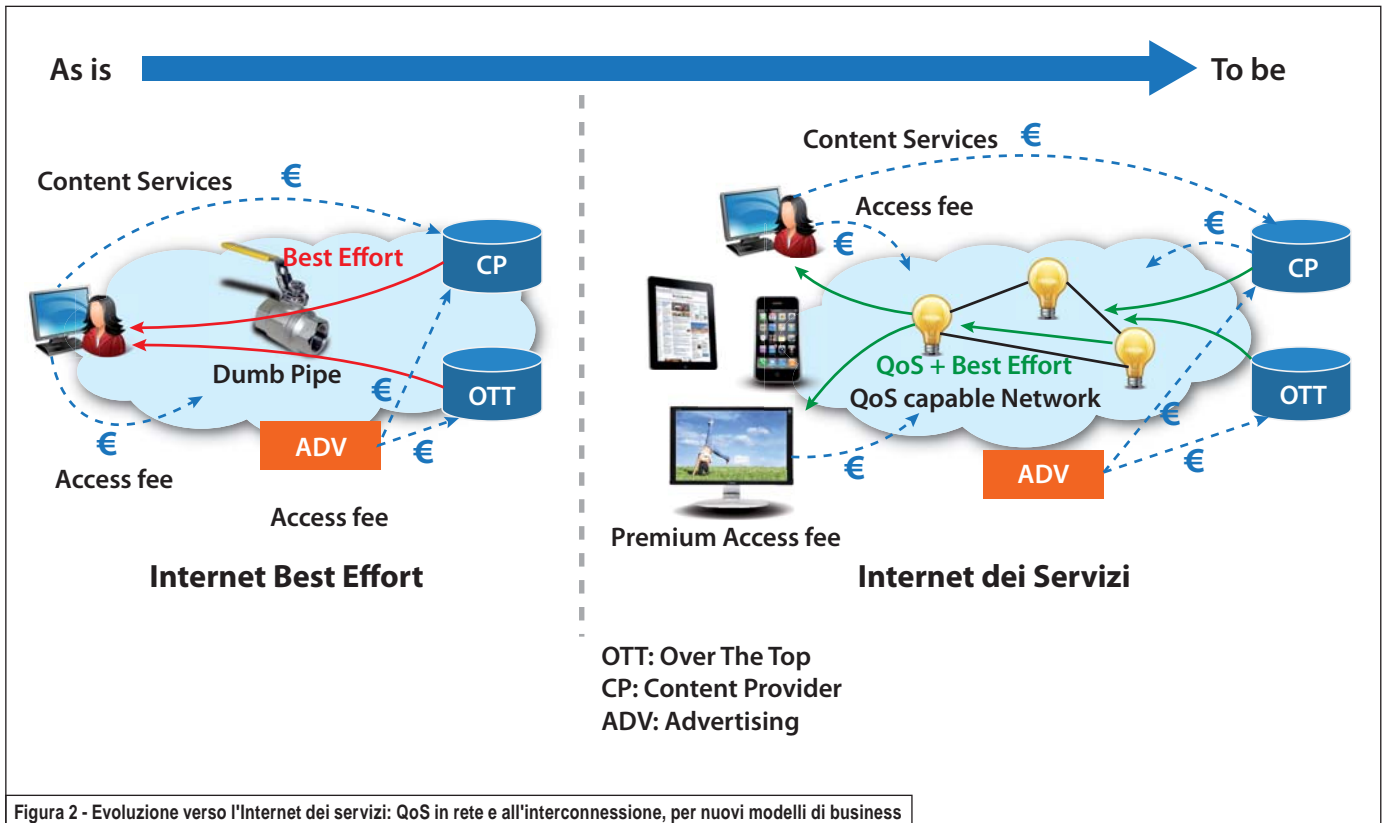 As is
To be
Content Services €
Best Effort
CP
Dumb Pipe
OTT
€
€
€
ADV
Access fee
Access fee
Internet Best Effort
Content Services €
Access fee
€
€
CP
QoS + Best Effort
QoS capable Network
€
OTT
€
€
ADV
Premium Access fee
Internet dei Servizi
OTT: Over The Top
CP: Content Provider
ADV: Advertising
Figura 2 - Evoluzione verso l'Internet dei servizi: QoS in rete e all'interconnessione, per nuovi modelli di business